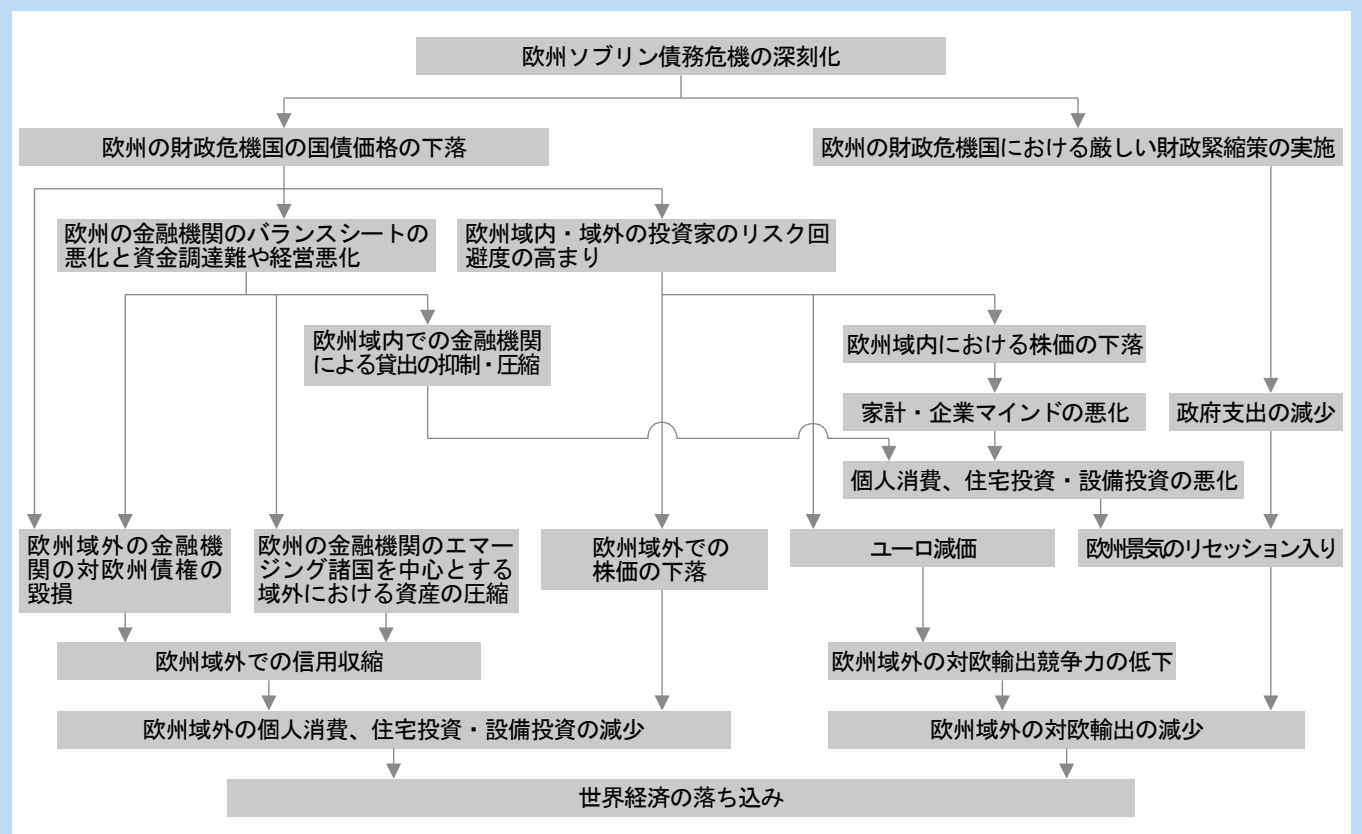 欧州ソブリン債務危機の深刻化
欧州の財政危機国の国債価格の下落
欧州の財政危機国における厳しい財政緊縮策の実施
欧州の金融機関のバランスシートの
悪化と資金調達難や経営悪化
欧州域内・域外の投資家のリスク回
避度の高まり
欧州域内での金融機関
による貸出の抑制・圧縮
欧州域内における株価の下落
家計・企業マインドの悪化
政府支出の減少
個人消費、住宅投資・設備投資の悪化
欧州域外の金融機
関の対欧州債権の
毀損
欧州の金融機関のエマー
ジング諸国を中心とする
域外における資産の圧縮
欧州域外での
株価の下落
ユーロ減価
欧州景気のリセッション入り
欧州域外での信用収縮
欧州域外の対欧輸出競争力の低下
欧州域外の個人消費、住宅投資・設備投資の減少
欧州域外の対欧輸出の減少
世界経済の落ち込み